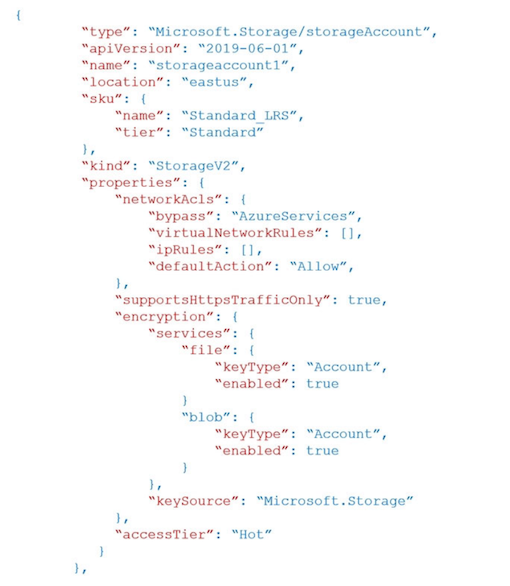 {
"type": “Microsoft.Storage/storageAccount”,
“apiVersion”: “2019-06-01”,
“name”: “storageaccount1”,
“location”: “eastus”,
“sku”: {
“name”: “Standard_LRS”,
“tier”: “Standard”
},
“kind”: “StorageV2”,
“properties”: {
“networkAcls”: {
“bypass”: “AzureServices”,
“virtualNetworkRules”: [],
“ipRules”: [],
“defaultAction”: “Allow”,
},
“supportsHttpsTrafficOnly”: true,
“encryption”: {
“services”: {
“file”: {
“keyType”: “Account”,
“enabled”: true
}
“blob”: {
“keyType”: “Account”,
“enabled”: true
}
},
“keySource”: “Microsoft.Storage”
},
“accessTier”: “Hot”
}
},